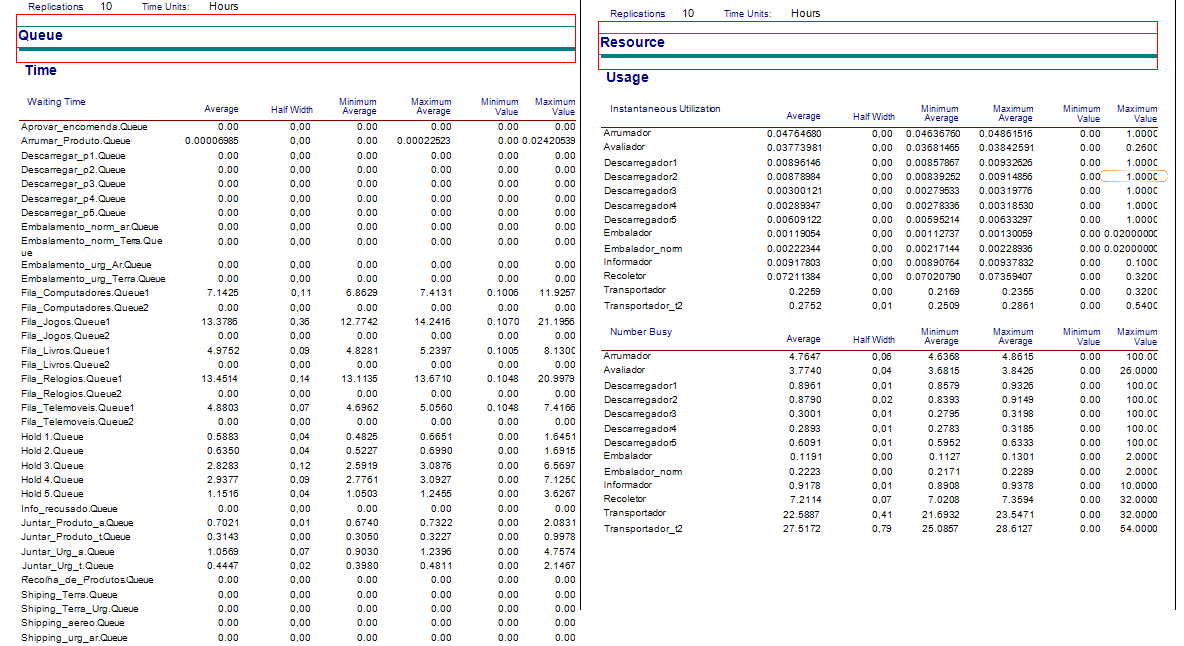 Replications 10 Time Units: Hours
Queue
Time
Waiting Time Average Half Width Minimum Average Maximum Average Minimum Value Maximum Value
Aprovar_encomenda.Queue 0.00 0,00 0.00 0.00 0.00 0.00
Arrumar_Produto.Queue 0.00006985 0,00 0.00 0.00022523 0.00 0.02420539
Descarregar_p1.Queue 0.00 0,00 0.00 0.00 0.00 0.00
Descarregar_p2.Queue 0.00 0,00 0.00 0.00 0.00 0.00
Descarregar_p3.Queue 0.00 0,00 0.00 0.00 0.00 0.00
Descarregar_p4.Queue 0.00 0,00 0.00 0.00 0.00 0.00
Descarregar_p5.Queue 0.00 0,00 0.00 0.00 0.00 0.00
Embalamento_norm_ar.Queue 0.00 0,00 0.00 0.00 0.00 0.00
Embalamento_norm_Terra.Que 0.00 0,00 0.00 0.00 0.00 0.00
ue
Embalamento_urg_Ar.Queue 0.00 0,00 0.00 0.00 0.00 0.00
Embalamento_urg_Terra.Queue 0.00 0,00 0.00 0.00 0.00 0.00
Fila_Computadores.Queue1 7.1425 0,11 6.8629 7.4131 0.1006 11.9257
Fila_Computadores.Queue2 0.00 0,00 0.00 0.00 0.00 0.00
Fila_Jogos.Queue1 13.3786 0,36 12.7742 14.2416 0.1070 21.1956
Fila_Jogos.Queue2 0.00 0,00 0.00 0.00 0.00 0.00
Fila_Livros.Queue1 4.9752 0,09 4.8281 5.2397 0.1005 8.1300
Fila_Livros.Queue2 0.00 0,00 0.00 0.00 0.00 0.00
Fila_Relogios.Queue1 13.4514 0,14 13.1135 13.6710 0.1048 20.9979
Fila_Relogios.Queue2 0.00 0,00 0.00 0.00 0.00 0.00
Fila_Telemoveis.Queue1 4.8803 0,07 4.6962 5.0560 0.1048 7.4166
Fila_Telemoveis.Queue2 0.00 0,00 0.00 0.00 0.00 0.00
Hold 1.Queue 0.5883 0,04 0.4825 0.6651 0.00 1.6451
Hold 2.Queue 0.6350 0,04 0.5227 0.6990 0.00 1.6915
Hold 3.Queue 2.8283 0,12 2.5919 3.0876 0.00 6.5697
Hold 4.Queue 2.9377 0,09 2.7761 3.0927 0.00 7.1250
Hold 5.Queue 1.1516 0,04 1.0503 1.2455 0.00 3.6267
Info_recusado.Queue 0.00 0,00 0.00 0.00 0.00 0.00
Juntar_Produto_a.Queue 0.7021 0,01 0.6740 0.7322 0.00 2.0831
Juntar_Produto_t.Queue 0.3143 0,00 0.3050 0.3227 0.00 0.9978
Juntar_Urg_a.Queue 1.0569 0,07 0.9030 1.2396 0.00 4.7574
Juntar_Urg_t.Queue 0.4447 0,02 0.3980 0.4811 0.00 2.1467
Recolha_de_Produtos.Queue 0.00 0,00 0.00 0.00 0.00 0.00
Shiping_Terra.Queue 0.00 0,00 0.00 0.00 0.00 0.00
Shiping_Terra_Urg.Queue 0.00 0,00 0.00 0.00 0.00 0.00
Shipping_aereo.Queue 0.00 0,00 0.00 0.00 0.00 0.00
Shipping_urg_ar.Queue 0.00 0,00 0.00 0.00 0.00 0.00
Replications 10 Time Units: Hours
Resource
Usage
Instantaneous Utilization Average Half Width Minimum Average Maximum Average Minimum Value Maximum Value
Arrumador 0.04764680 0,00 0.04636760 0.04861516 0.00 1.0000
Avaliador 0.03773981 0,00 0.03681465 0.03842591 0.00 0.2600
Descarregador1 0.00896146 0,00 0.00857867 0.00932626 0.00 1.0000
Descarregador2 0.00878984 0,00 0.00839252 0.00914856 0.00 1.0000
Descarregador3 0.00300121 0,00 0.00279533 0.00319776 0.00 1.0000
Descarregador4 0.00289347 0,00 0.00278336 0.00318530 0.00 1.0000
Descarregador5 0.00609122 0,00 0.00595214 0.00633297 0.00 1.0000
Embalador 0.00119054 0,00 0.00112737 0.00130059 0.00 0.02000000
Embalador_norm 0.00222344 0,00 0.00217144 0.00228936 0.00 0.02000000
Informador 0.00917803 0,00 0.00890764 0.00937832 0.00 0.1000
Recoletor 0.07211384 0,00 0.07020790 0.07359407 0.00 0.3200
Transportador 0.2259 0,00 0.2169 0.2355 0.00 0.3200
Transportador_t2 0.2752 0,01 0.2509 0.2861 0.00 0.5400
Number Busy Average Half Width Minimum Average Maximum Average Minimum Value Maximum Value
Arrumador 4.7647 0,06 4.6368 4.8615 0.00 100.00
Avaliador 3.7740 0,04 3.6815 3.8426 0.00 26.0000
Descarregador1 0.8961 0,01 0.8579 0.9326 0.00 100.00
Descarregador2 0.8790 0,02 0.8393 0.9149 0.00 100.00
Descarregador3 0.3001 0,01 0.2795 0.3198 0.00 100.00
Descarregador4 0.2893 0,01 0.2783 0.3185 0.00 100.00
Descarregador5 0.6091 0,01 0.5952 0.6333 0.00 100.00
Embalador 0.1191 0,00 0.1127 0.1301 0.00 2.0000
Embalador_norm 0.2223 0,00 0.2171 0.2289 0.00 2.0000
Informador 0.9178 0,01 0.8908 0.9378 0.00 10.0000
Recoletor 7.2114 0,07 7.0208 7.3594 0.00 32.0000
Transportador 22.5887 0,41 21.6932 23.5471 0.00 32.0000
Transportador_t2 27.5172 0,79 25.0857 28.6127 0.00 54.0000